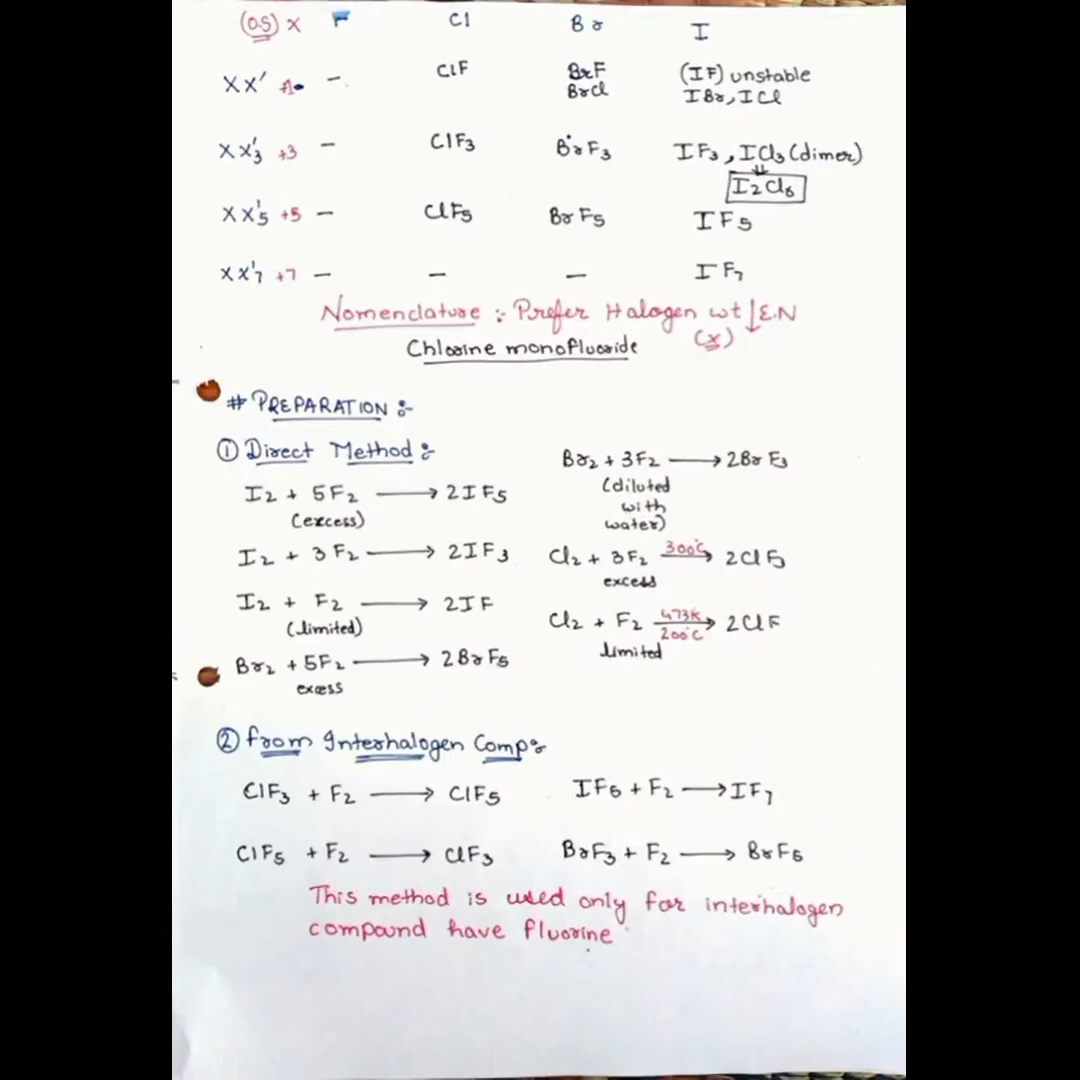 (O.S) X F Cl Br I
XX' +1 - ClF BrF (IF) unstable
BrCl IBr, ICl
XX'3 +3 - ClF3 BrF3 IF3, ICl3 (dimer)
⇓
I2Cl6
XX'5 +5 - ClF5 BrF5 IF5
XX'7 +7 - - - IF7
Nomenclature :- Prefer Halogen wt ↓E.N
(X)
Chlorine monofluoride
# PREPARATION :-
① Direct Method :-
I2 + 5F2 ⟶ 2IF5
(excess)
I2 + 3F2 ⟶ 2IF3
I2 + F2 ⟶ 2IF
(limited)
Br2 + 5F2 ⟶ 2BrF5
excess
Br2 + 3F2 ⟶ 2BrF3
(diluted
with
water)
Cl2 + 3F2 300°C ⟶ 2ClF3
excess
Cl2 + F2 473K ⟶ 2ClF
200°C
limited
② from Interhalogen Comp:-
ClF3 + F2 ⟶ ClF5 IF5 + F2 ⟶ IF7
ClF5 + F2 ⟶ ClF3 BrF3 + F2 ⟶ BrF5
This method is used only for interhalogen
compound have fluorine